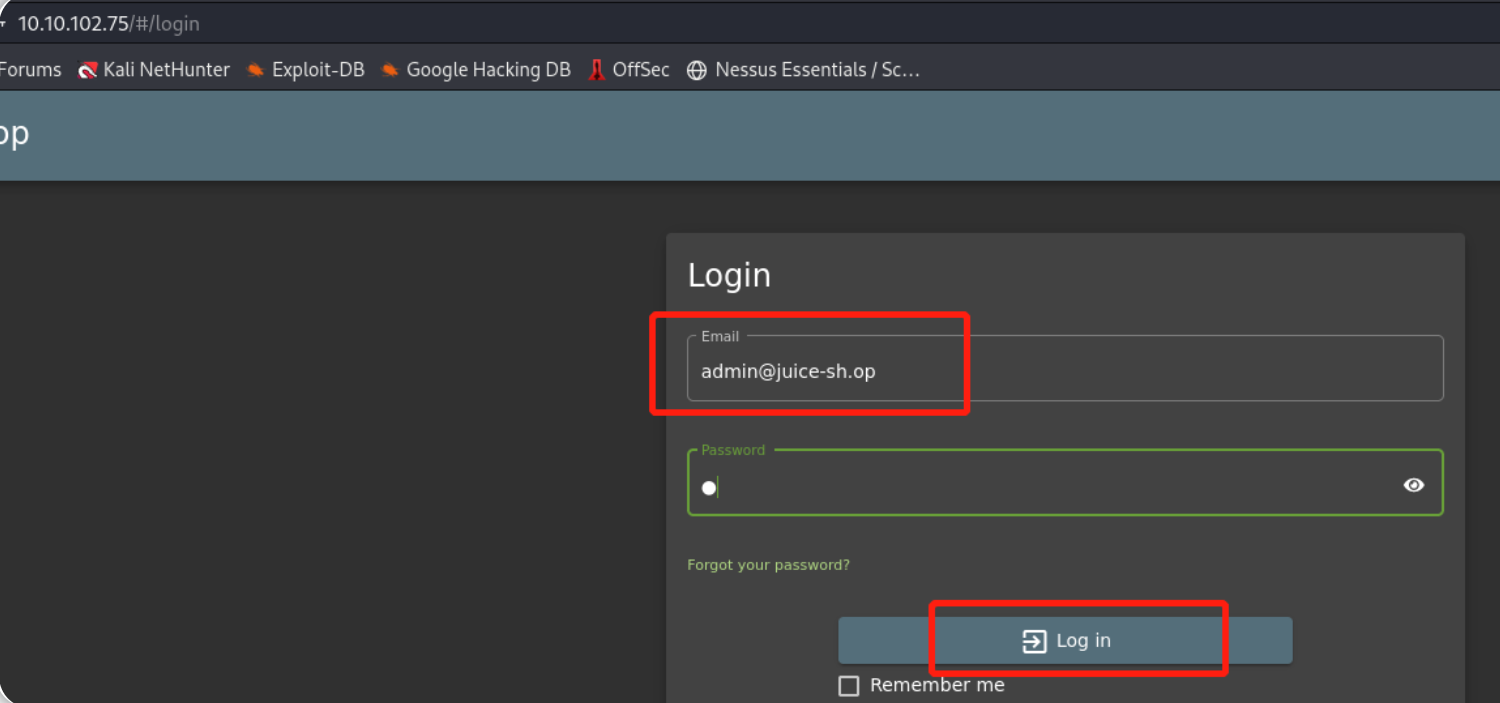 10.10.102.75/#/login
Forums Kali NetHunter Exploit-DB Google Hacking DB OffSec Nessus Essentials / Sc...
op
Login
Email
admin@juice-sh.op
Password
Forgot your password?
Log in
Remember me